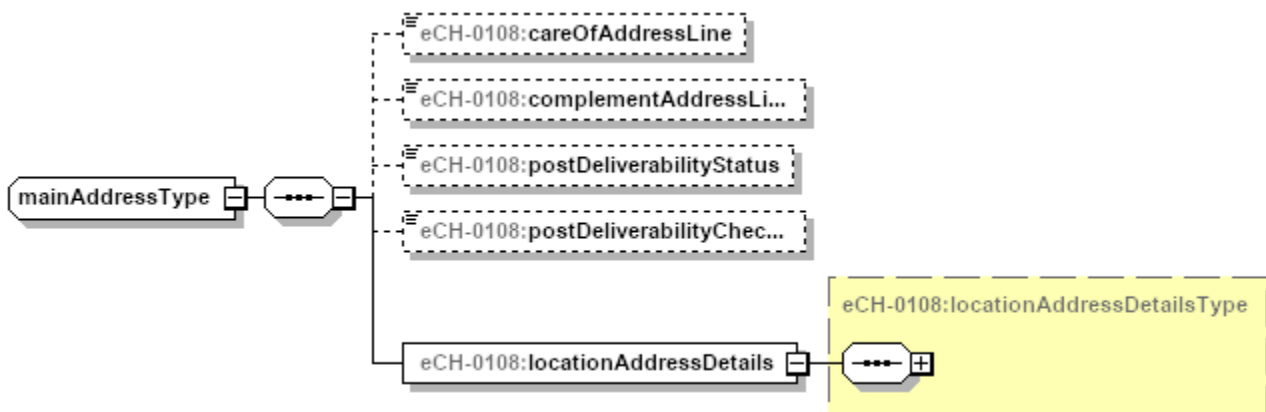 eCH-0108:careOfAddressLine
eCH-0108:complementAddressLi...
eCH-0108:postDeliverabilityStatus
mainAddressType
eCH-0108:postDeliverabilityChec...
eCH-0108:locationAddressDetailsType
eCH-0108:locationAddressDetails